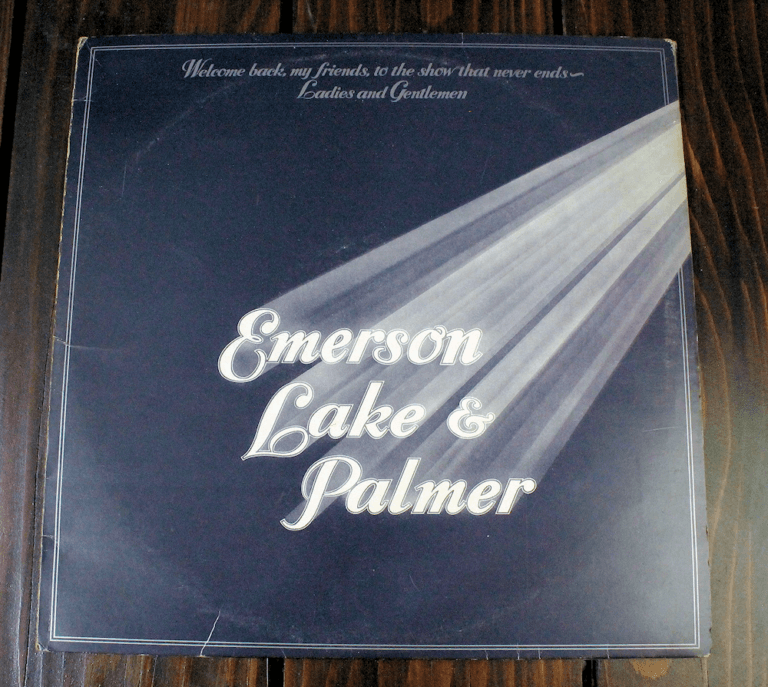 Welcome back, my friends, to the show that never ends~
Ladies and Gentlemen
Emerson
Lake &
Palmer